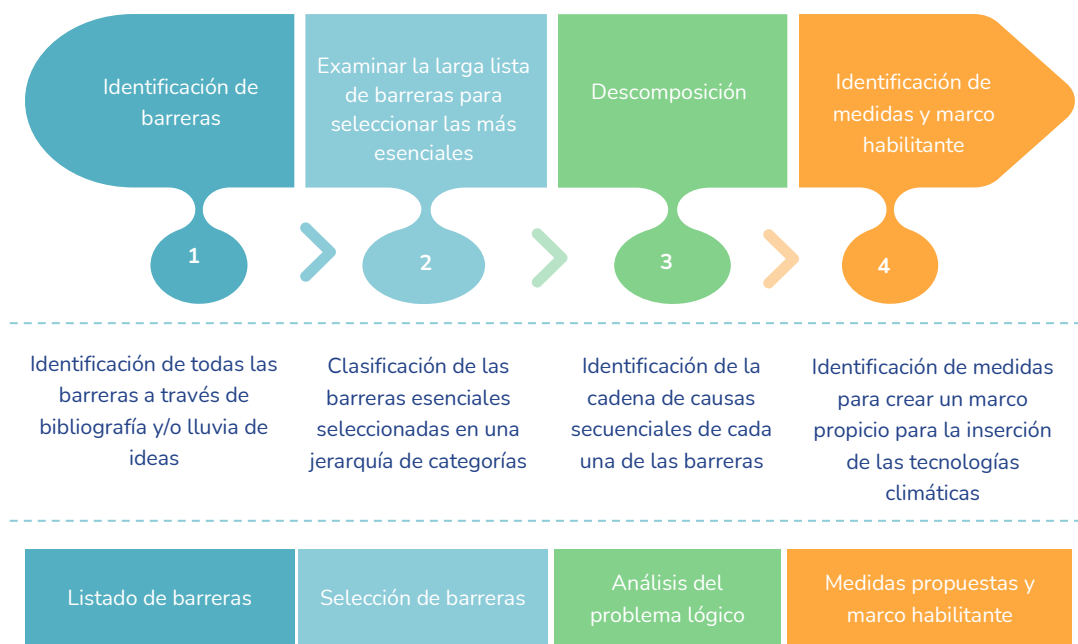 Identificación de
barreras
Examinar la larga lista
de barreras para
seleccionar las más
esenciales
Descomposición
Identificación de
medidas y marco
habilitante
1
2
3
4
Identificación de todas las
barreras a través de
bibliografía y/o lluvia de
ideas
Clasificación de las
barreras esenciales
seleccionadas en una
jerarquía de categorías
Identificación de la
cadena de causas
secuenciales de cada
una de las barreras
Identificación de medidas
para crear un marco
propicio para la inserción
de las tecnologías
climáticas
Listado de barreras
Selección de barreras
Análisis del
problema lógico
Medidas propuestas y
marco habilitante